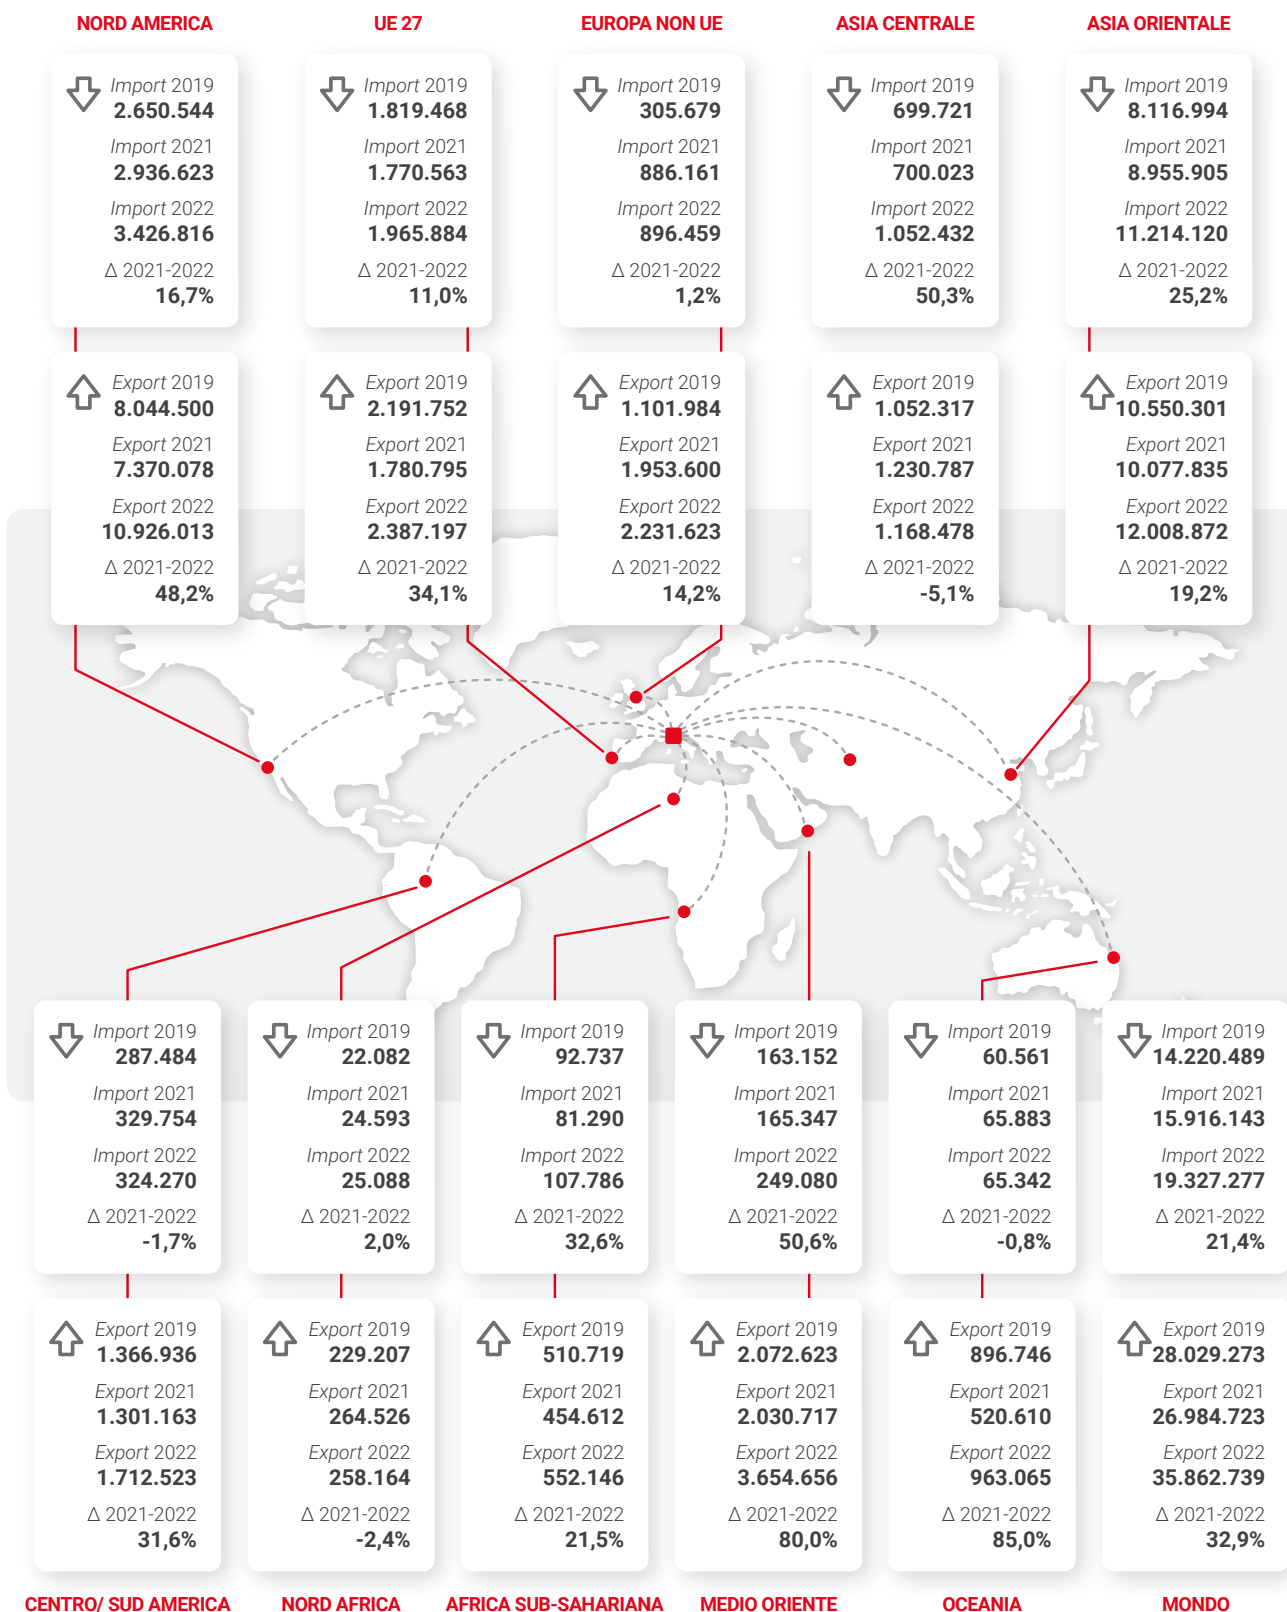 NORD AMERICA
Import 2019
2.650.544
Import 2021
2.936.623
Import 2022
3.426.816
Δ 2021-2022
16,7%
Export 2019
8.044.500
Export 2021
7.370.078
Export 2022
10.926.013
Δ 2021-2022
48,2%
UE 27
Import 2019
1.819.468
Import 2021
1.770.563
Import 2022
1.965.884
Δ 2021-2022
11,0%
Export 2019
2.191.752
Export 2021
1.780.795
Export 2022
2.387.197
Δ 2021-2022
34,1%
EUROPA NON UE
Import 2019
305.679
Import 2021
886.161
Import 2022
896.459
Δ 2021-2022
1,2%
Export 2019
1.101.984
Export 2021
1.953.600
Export 2022
2.231.623
Δ 2021-2022
14,2%
ASIA CENTRALE
Import 2019
699.721
Import 2021
700.023
Import 2022
1.052.432
Δ 2021-2022
50,3%
Export 2019
1.052.317
Export 2021
1.230.787
Export 2022
1.168.478
Δ 2021-2022
-5,1%
ASIA ORIENTALE
Import 2019
8.116.994
Import 2021
8.955.905
Import 2022
11.214.120
Δ 2021-2022
25,2%
Export 2019
10.550.301
Export 2021
10.077.835
Export 2022
12.008.872
Δ 2021-2022
19,2%
Import 2019
287.484
Import 2021
329.754
Import 2022
324.270
Δ 2021-2022
-1,7%
Export 2019
1.366.936
Export 2021
1.301.163
Export 2022
1.712.523
Δ 2021-2022
31,6%
CENTRO/ SUD AMERICA
Import 2019
22.082
Import 2021
24.593
Import 2022
25.088
Δ 2021-2022
2,0%
Export 2019
229.207
Export 2021
264.526
Export 2022
258.164
Δ 2021-2022
-2,4%
NORD AFRICA
Import 2019
92.737
Import 2021
81.290
Import 2022
107.786
Δ 2021-2022
32,6%
Export 2019
510.719
Export 2021
454.612
Export 2022
552.146
Δ 2021-2022
21,5%
AFRICA SUB-SAHARIANA
Import 2019
163.152
Import 2021
165.347
Import 2022
249.080
Δ 2021-2022
50,6%
Export 2019
2.072.623
Export 2021
2.030.717
Export 2022
3.654.656
Δ 2021-2022
80,0%
MEDIO ORIENTE
Import 2019
60.561
Import 2021
65.883
Import 2022
65.342
Δ 2021-2022
-0,8%
Export 2019
896.746
Export 2021
520.610
Export 2022
963.065
Δ 2021-2022
85,0%
OCEANIA
Import 2019
14.220.489
Import 2021
15.916.143
Import 2022
19.327.277
Δ 2021-2022
21,4%
Export 2019
28.029.273
Export 2021
26.984.723
Export 2022
35.862.739
Δ 2021-2022
32,9%
MONDO